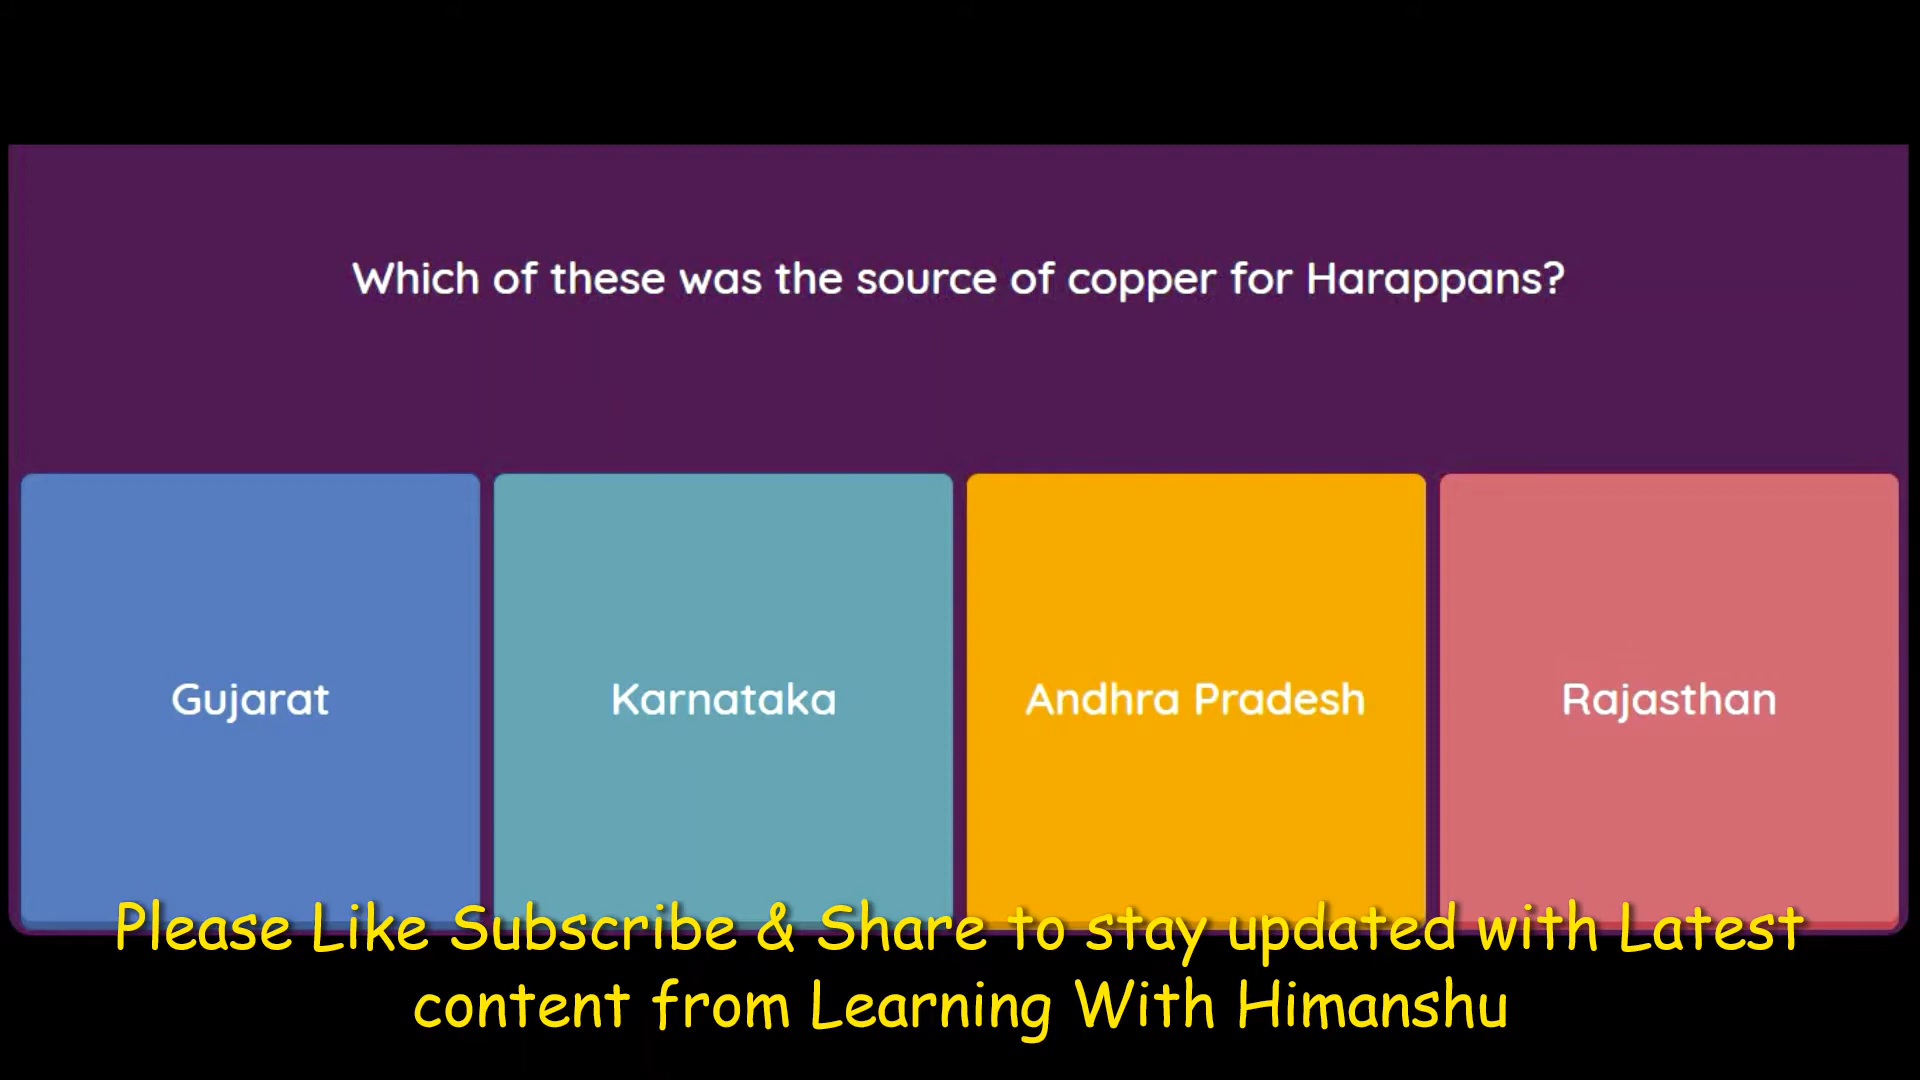 Which of these was the source of copper for Harappans?
Gujarat
Karnataka
Andhra Pradesh
Rajasthan
Please Like Subscribe & Share to stay updated with Latest
content from Learning With Himanshu